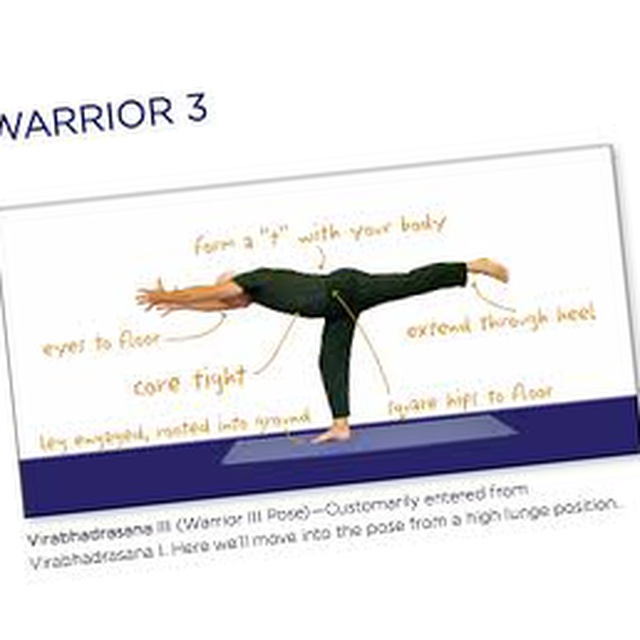 WARRIOR 3
form a "t" with your body
eyes to floor
extend through heel
core tight
square hips to floor
leg engaged, rooted into ground
Virabhadrasana III (Warrior III Pose)—Customarily entered from
Virabhadrasana I. Here we'll move into the pose from a high lunge position.